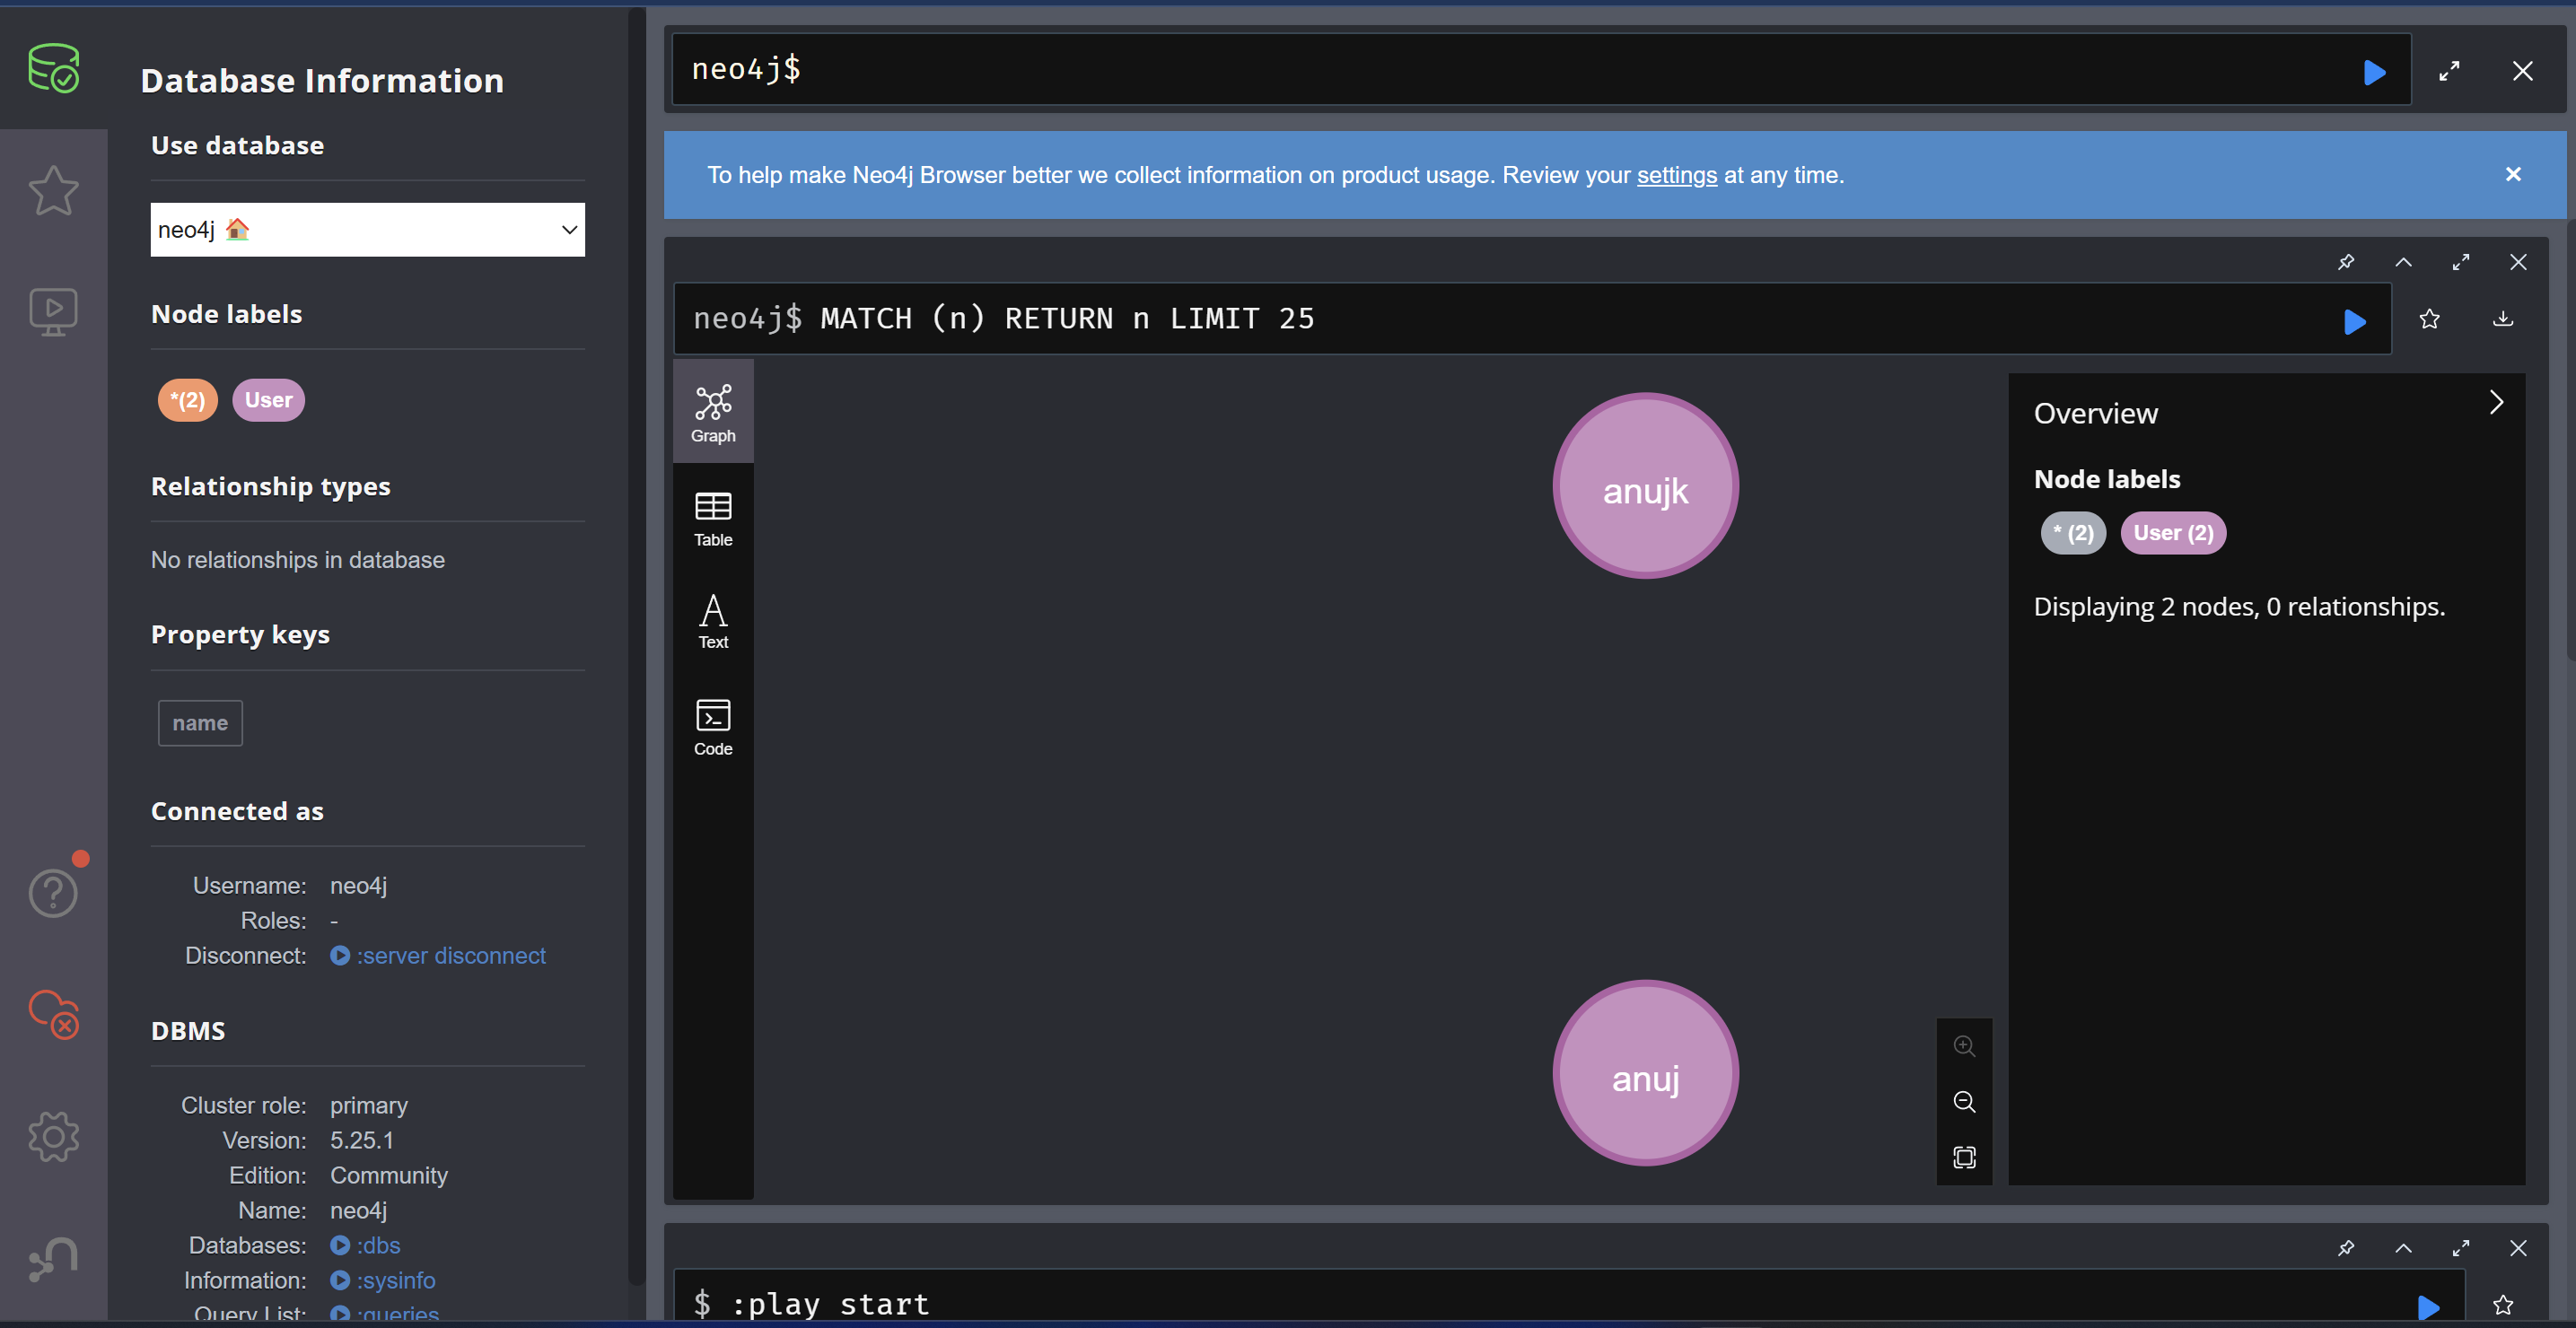 Database Information
Use database
neo4j
Node labels
*(2) User
Relationship types
No relationships in database
Property keys
name
Connected as
Username: neo4j
Roles: -
Disconnect: :server disconnect
DBMS
Cluster role: primary
Version: 5.25.1
Edition: Community
Name: neo4j
Databases: :dbs
Information: :sysinfo
Query List: :queries
neo4j$
To help make Neo4j Browser better we collect information on product usage. Review your settings at any time.
neo4j$ MATCH (n) RETURN n LIMIT 25
Graph
Table
Text
Code
anujk
anuj
Overview
Node labels
* (2) User (2)
Displaying 2 nodes, 0 relationships.
$ :play start